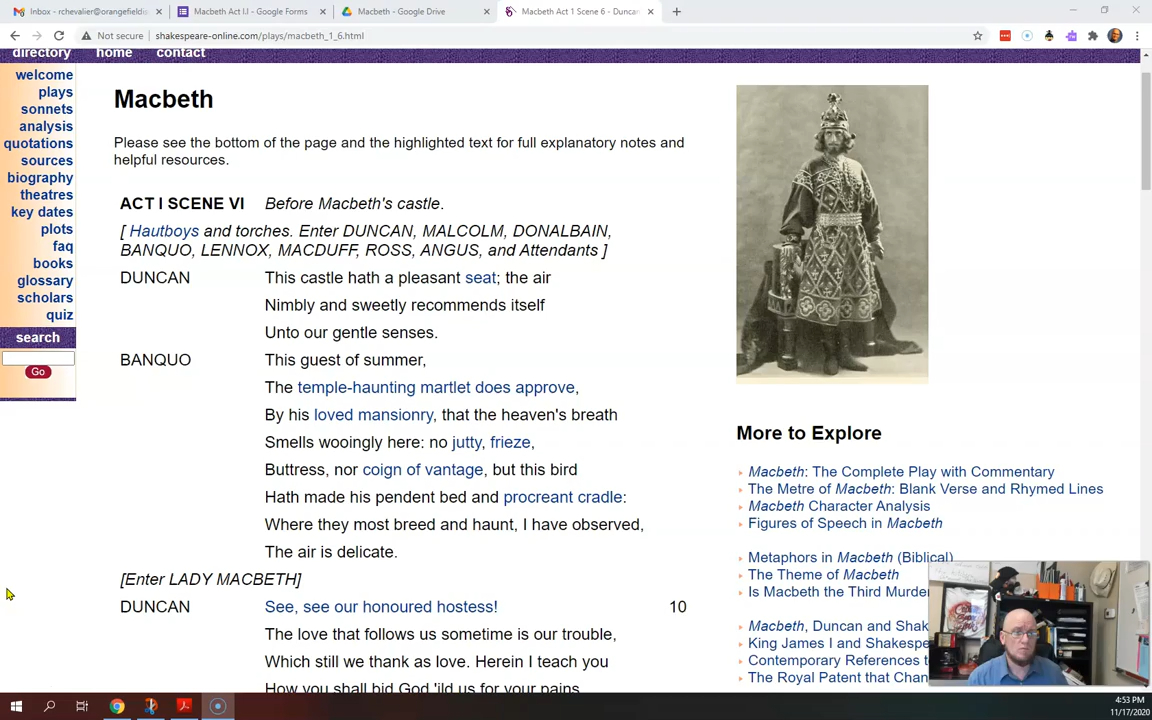 Inbox - rchevalier@orangefieldis
Macbeth Act I.I - Google Forms
Macbeth - Google Drive
Macbeth Act 1 Scene 6 - Duncan
Not secure
shakespeare-online.com/plays/macbeth_1_6.html
directory
home
contact
welcome
plays
sonnets
analysis
quotations
sources
biography
theatres
key dates
plots
faq
books
glossary
scholars
quiz
search
Go
Macbeth
Please see the bottom of the page and the highlighted text for full explanatory notes and
helpful resources.
ACT I SCENE VI Before Macbeth's castle.
[ Hautboys and torches. Enter DUNCAN, MALCOLM, DONALBAIN,
BANQUO, LENNOX, MACDUFF, ROSS, ANGUS, and Attendants ]
DUNCAN This castle hath a pleasant seat; the air
Nimbly and sweetly recommends itself
Unto our gentle senses.
BANQUO This guest of summer,
The temple-haunting martlet does approve,
By his loved mansionry, that the heaven's breath
Smells wooingly here: no jutty, frieze,
Buttress, nor coign of vantage, but this bird
Hath made his pendent bed and procreant cradle:
Where they most breed and haunt, I have observed,
The air is delicate.
[Enter LADY MACBETH]
DUNCAN See, see our honoured hostess! 10
The love that follows us sometime is our trouble,
Which still we thank as love. Herein I teach you
How you shall bid God 'ild us for your pains,
More to Explore
Macbeth: The Complete Play with Commentary
The Metre of Macbeth: Blank Verse and Rhymed Lines
Macbeth Character Analysis
Figures of Speech in Macbeth
Metaphors in Macbeth (Biblical)
The Theme of Macbeth
Is Macbeth the Third Murder
Macbeth, Duncan and Shak
King James I and Shakespe
Contemporary References t
The Royal Patent that Chan
4:53 PM
11/17/2020